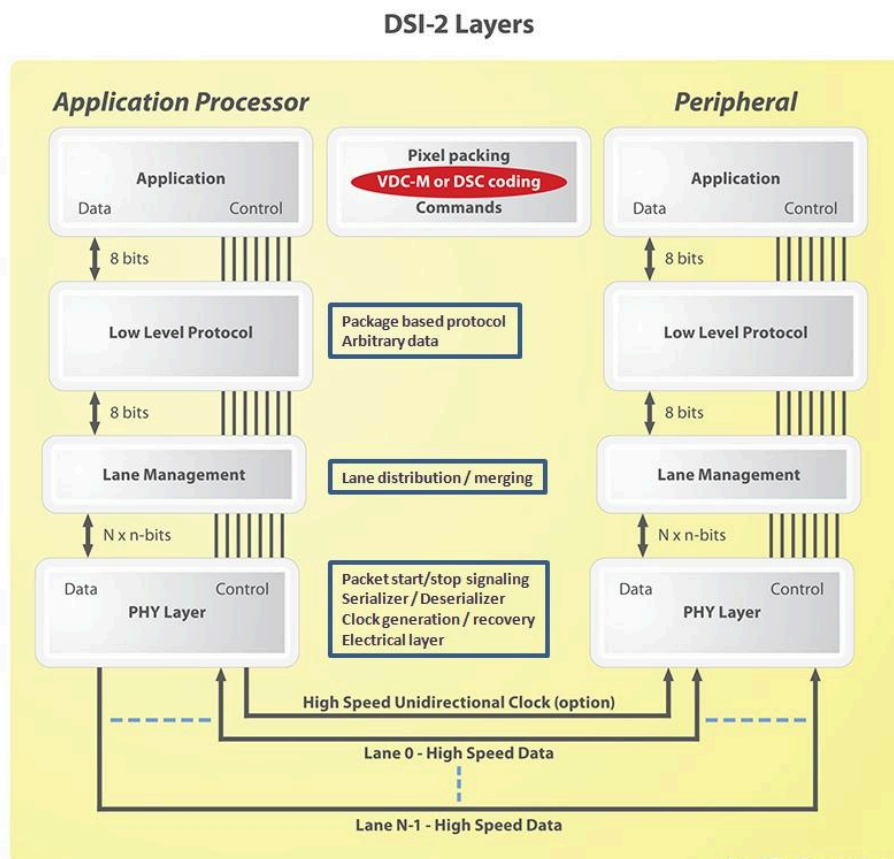 DSI-2 Layers
Application Processor
Peripheral
Application
Data
Control
Pixel packing
VDC-M or DSC coding
Commands
Application
Data
Control
8 bits
8 bits
Low Level Protocol
Package based protocol
Arbitrary data
Low Level Protocol
8 bits
8 bits
Lane Management
Lane distribution / merging
Lane Management
N x n-bits
N x n-bits
Data
Control
PHY Layer
Packet start/stop signaling
Serializer / Deserializer
Clock generation / recovery
Electrical layer
Data
Control
PHY Layer
High Speed Unidirectional Clock (option)
Lane 0 - High Speed Data
Lane N-1 - High Speed Data